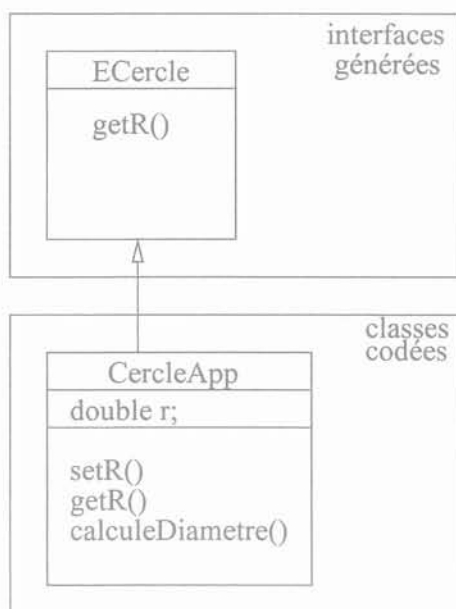 interfaces
générées
ECercle
getR()
classes
codées
CercleApp
double r;
setR()
getR()
calculeDiametre()